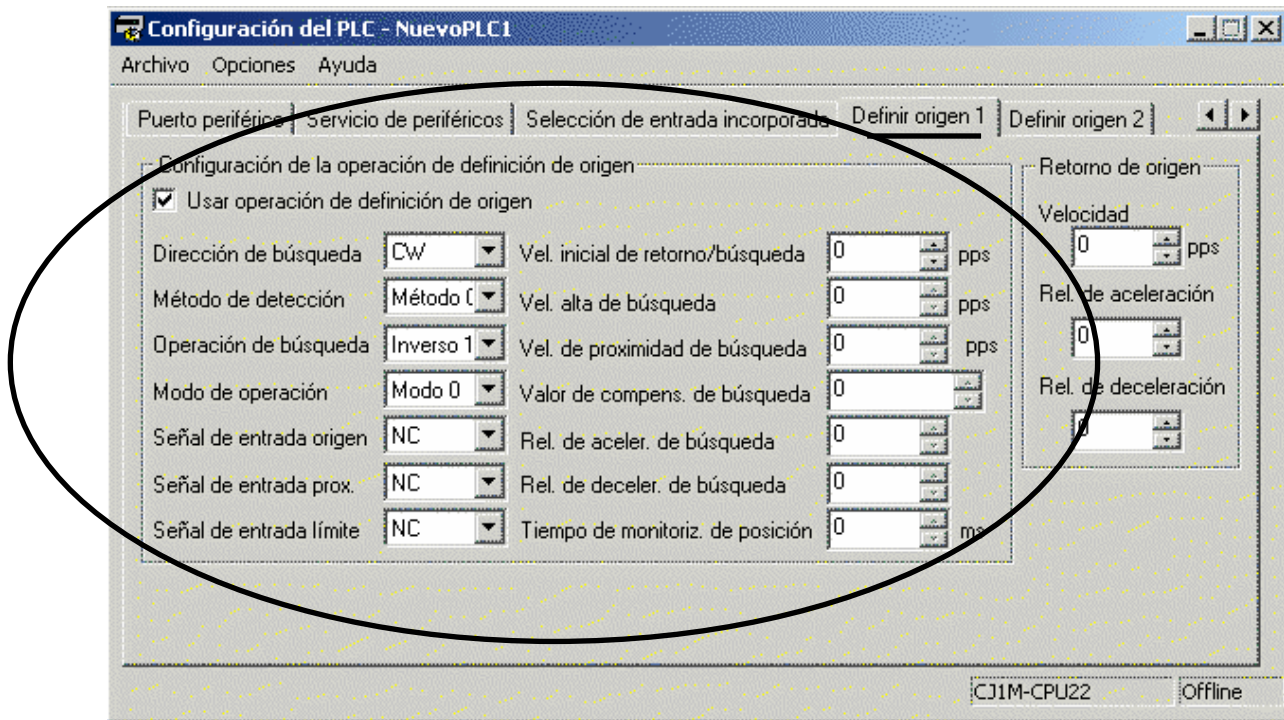 Configuración del PLC - NuevoPLC1
Archivo Opciones Ayuda
Puerto periférico Servicio de periféricos Selección de entrada incorporada Definir origen 1 Definir origen 2
Configuración de la operación de definición de origen Retorno de origen
Usar operación de definición de origen
Velocidad
0 pps
Dirección de búsqueda CW Vel. inicial de retorno/búsqueda 0 pps
Rel. de aceleración
0
Método de detección Método 0 Vel. alta de búsqueda 0 pps
Operación de búsqueda Inverso 1 Vel. de proximidad de búsqueda 0 pps
Rel. de deceleración
0
Modo de operación Modo 0 Valor de compens. de búsqueda 0
Señal de entrada origen NC Rel. de aceler. de búsqueda 0
Señal de entrada prox. NC Rel. de deceler. de búsqueda 0
Señal de entrada límite NC Tiempo de monitoriz. de posición 0 ms
CJ1M-CPU22 Offline